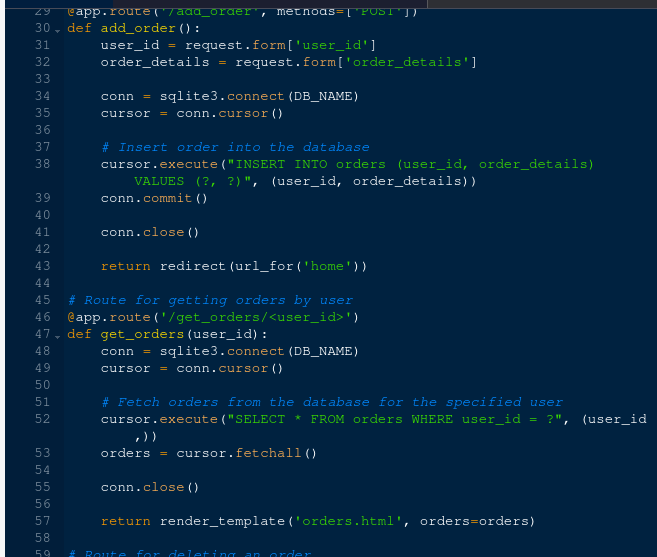 29 @app.route('/add_order', methods=['POST'])
30 def add_order():
31     user_id = request.form['user_id']
32     order_details = request.form['order_details']
33
34     conn = sqlite3.connect(DB_NAME)
35     cursor = conn.cursor()
36
37     # Insert order into the database
38     cursor.execute("INSERT INTO orders (user_id, order_details)
        VALUES (?, ?)", (user_id, order_details))
39     conn.commit()
40
41     conn.close()
42
43     return redirect(url_for('home'))
44
45 # Route for getting orders by user
46 @app.route('/get_orders/<user_id>')
47 def get_orders(user_id):
48     conn = sqlite3.connect(DB_NAME)
49     cursor = conn.cursor()
50
51     # Fetch orders from the database for the specified user
52     cursor.execute("SELECT * FROM orders WHERE user_id = ?", (user_id
        ,))
53     orders = cursor.fetchall()
54
55     conn.close()
56
57     return render_template('orders.html', orders=orders)
58
59 # Route for deleting an order